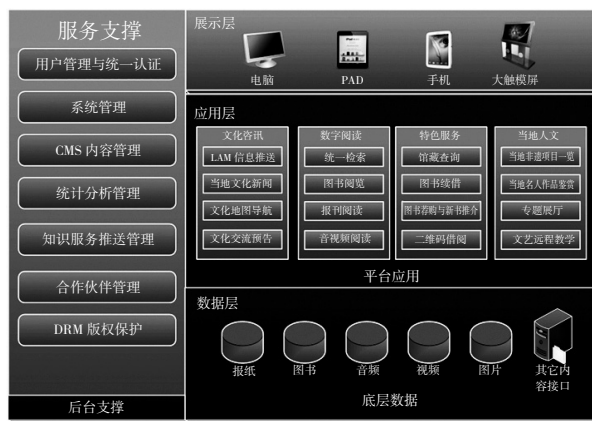 服务支撑
用户管理与统一认证
系统管理
CMS 内容管理
统计分析管理
知识服务推送管理
合作伙伴管理
DRM 版权保护
后台支撑
展示层
电脑
PAD
手机
大触模屏
应用层
文化咨讯
LAM 信息推送
当地文化新闻
文化地图导航
文化交流预告
数字阅读
统一检索
图书阅览
报刊阅读
音视频阅读
特色服务
馆藏查询
图书续借
图书荐购与新书推介
二维码借阅
当地人文
当地非遗项目一览
当地名人作品鉴赏
专题展厅
文艺远程教学
平台应用
数据层
报纸
图书
音频
视频
图片
其它内
容接口
底层数据